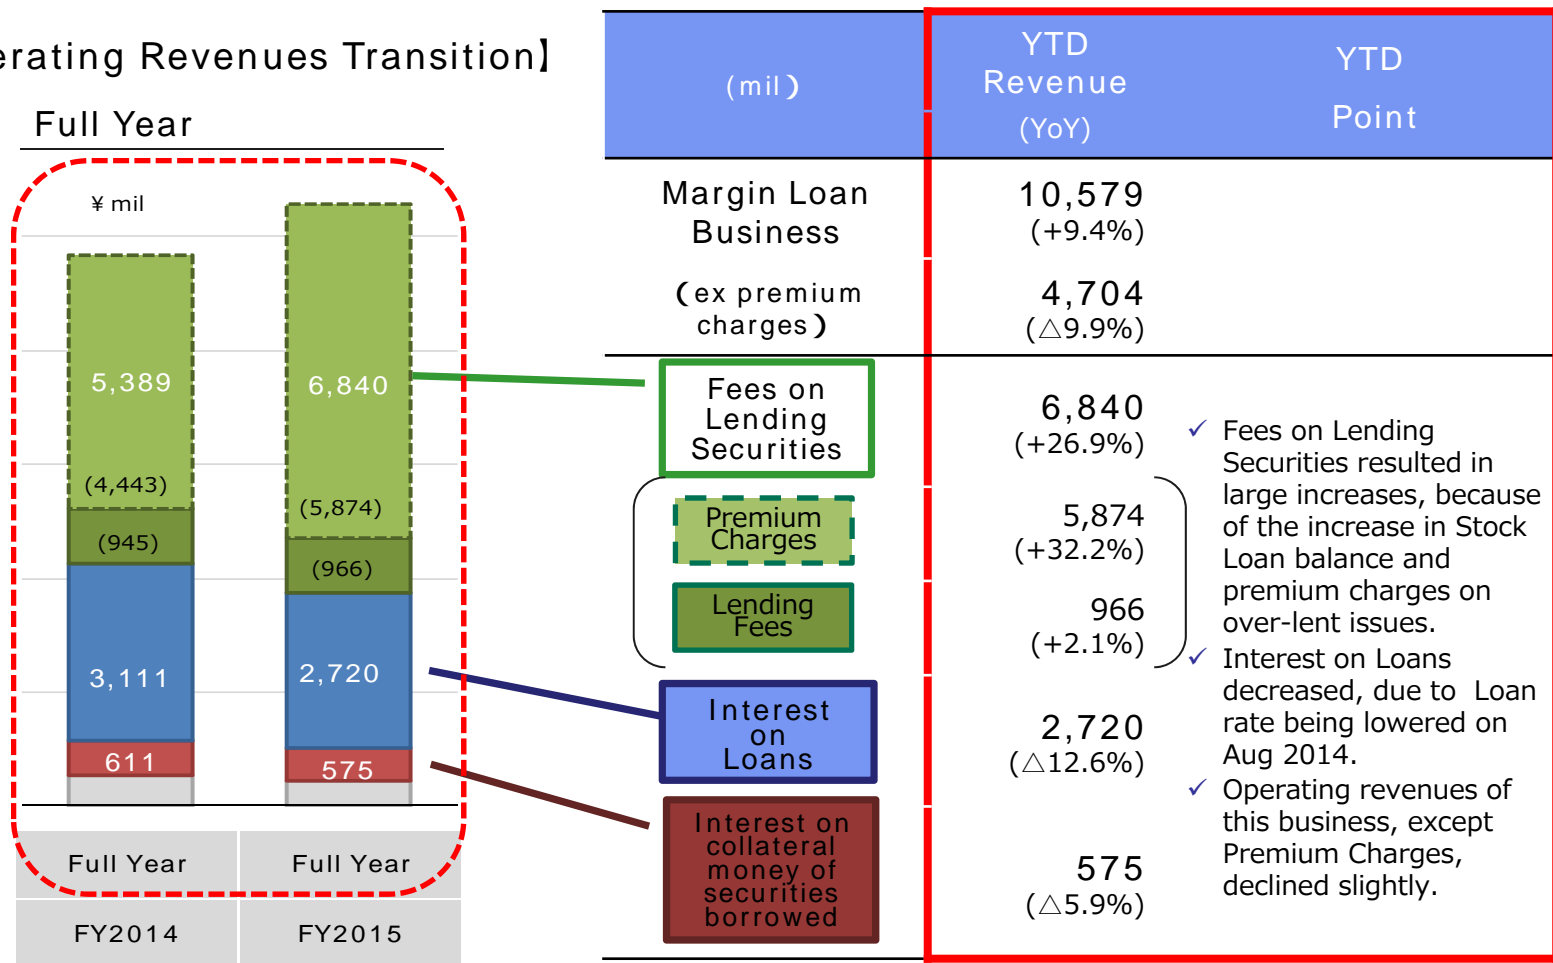 erating Revenues Transition】
Full Year
¥ mil
5,389
(4,443)
(945)
3,111
611
6,840
(5,874)
(966)
2,720
575
Full Year
Full Year
FY2014
FY2015
(mil)
YTD
Revenue
(YoY)
YTD
Point
Margin Loan
Business
10,579
(+9.4%)
(ex premium
charges)
4,704
(△9.9%)
Fees on
Lending
Securities
6,840
(+26.9%)
Premium
Charges
5,874
(+32.2%)
Lending
Fees
966
(+2.1%)
Interest
on
Loans
2,720
(△12.6%)
Interest on
collateral
money of
securities
borrowed
575
(△5.9%)
✓ Fees on Lending
Securities resulted in
large increases, because
of the increase in Stock
Loan balance and
premium charges on
over-lent issues.
✓ Interest on Loans
decreased, due to Loan
rate being lowered on
Aug 2014.
✓ Operating revenues of
this business, except
Premium Charges,
declined slightly.